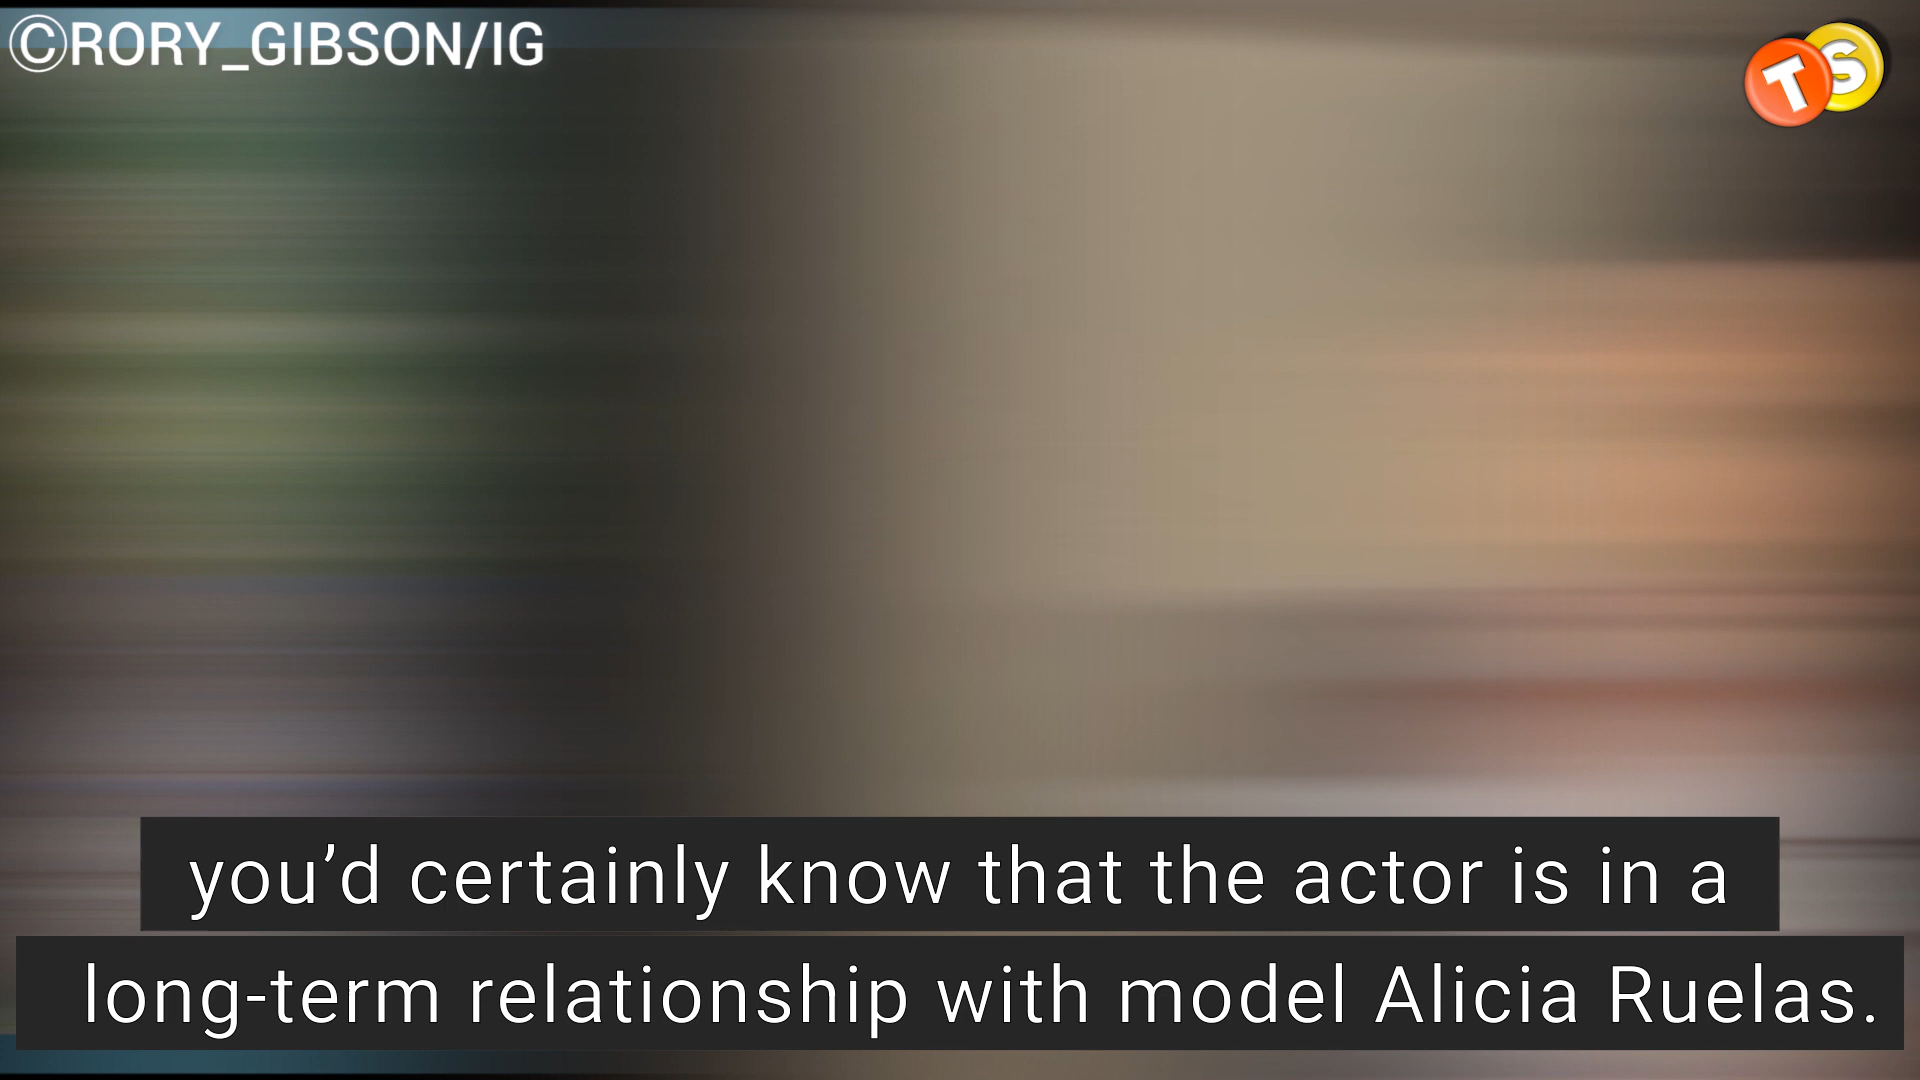 ©RORY_GIBSON/IG
TS
you’d certainly know that the actor is in a
long-term relationship with model Alicia Ruelas.